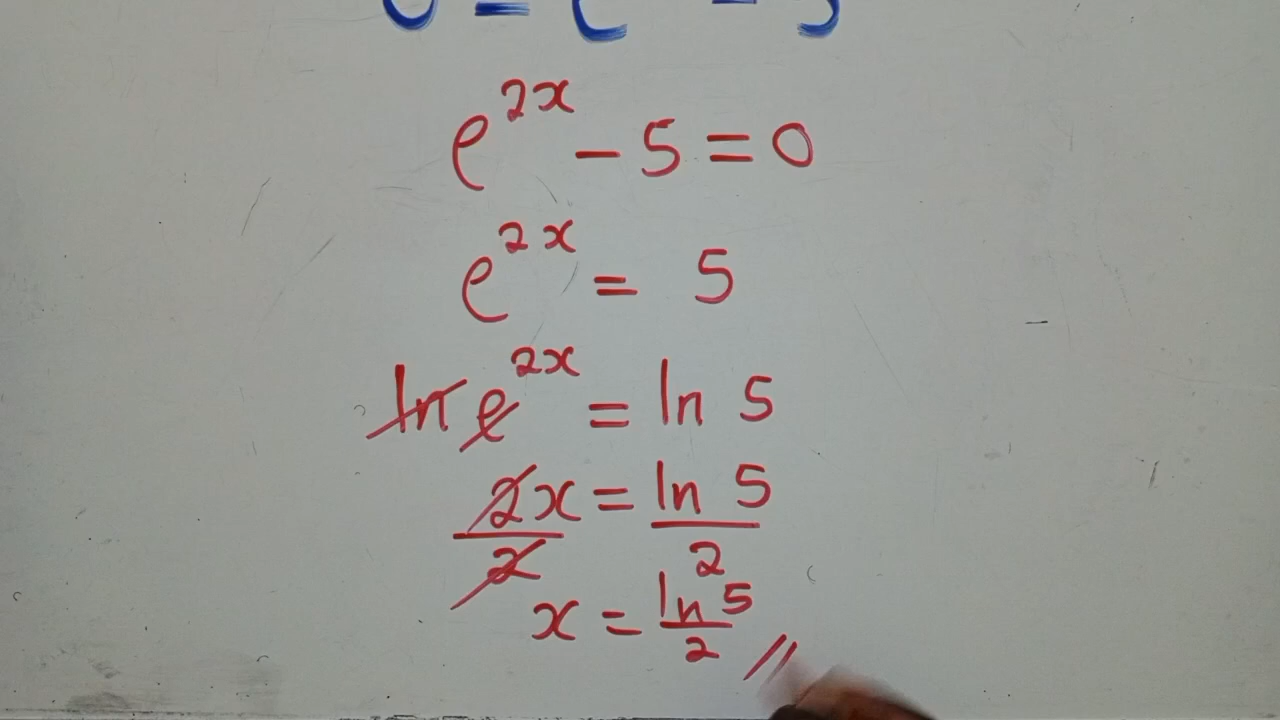 e^{2x} - 5 = 0
e^{2x} = 5
ln e^{2x} = ln 5
2x/2 = ln 5/2
x = ln 5/2 //